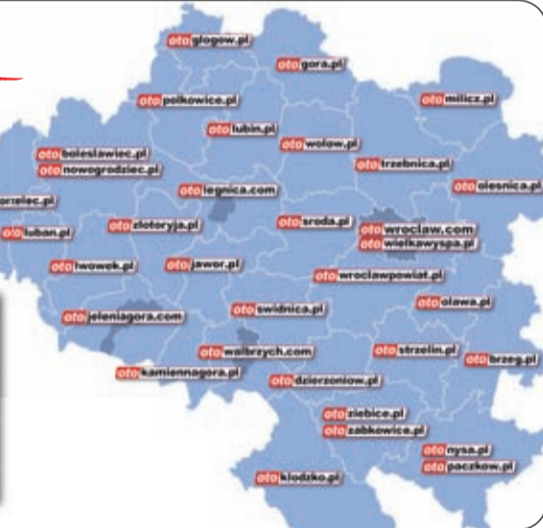 otoglogow.pl
otogora.pl
otopolkowice.pl
otomilicz.pl
otolubin.pl
otowolow.pl
otoboleslawiec.pl
ototrzebnica.pl
otonowogrodziec.pl
otolegnica.com
otoolesnica.pl
orzelec.pl
otozlotoryja.pl
otosroda.pl
otoluban.pl
otowroclaw.com
otowielkawyspa.pl
otolwowek.pl
otojawor.pl
otowroclawpowiat.pl
otoolawa.pl
otoswidnica.pl
otojeleniagora.com
otowalbrzych.com
otostrzelin.pl
otobrzeg.pl
otokamiennagora.pl
otodzierzoniow.pl
otoziebice.pl
otozabkowice.pl
otonysa.pl
otopaczkow.pl
otoklodzko.pl